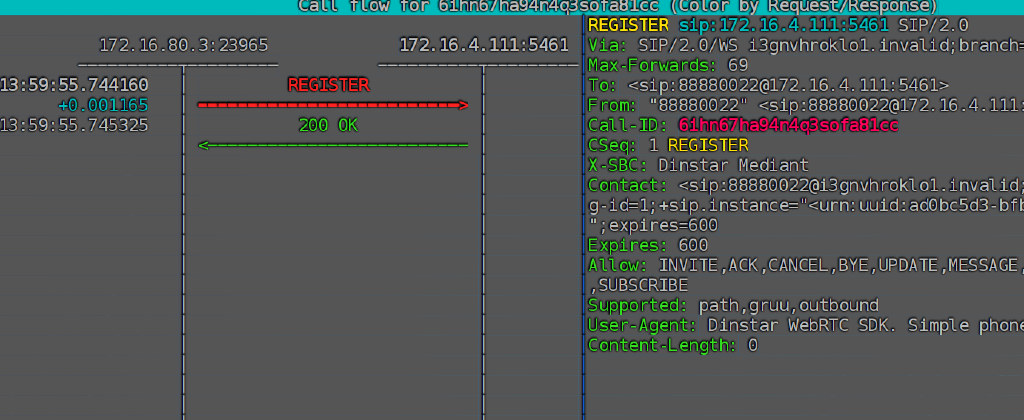 Call flow for 6ihn67ha94n4q3sofa81cc (Color by Request/Response)
172.16.80.3:23965
172.16.4.111:5461
13:59:55.744160
REGISTER
+0.001165
13:59:55.745325
200 OK
REGISTER sip:172.16.4.111:5461 SIP/2.0
Via: SIP/2.0/WS i3gnvhroklo1.invalid;branch=
Max-Forwards: 69
To: <sip:88880022@172.16.4.111:5461>
From: "88880022" <sip:88880022@172.16.4.111:
Call-ID: 6ihn67ha94n4q3sofa81cc
CSeq: 1 REGISTER
X-SBC: Dinstar Mediant
Contact: <sip:88880022@i3gnvhroklo1.invalid;
g-id=1;+sip.instance="<urn:uuid:ad0bc5d3-bfb
";expires=600
Expires: 600
Allow: INVITE,ACK,CANCEL,BYE,UPDATE,MESSAGE,
,SUBSCRIBE
Supported: path,gruu,outbound
User-Agent: Dinstar WebRTC SDK. Simple phone
Content-Length: 0